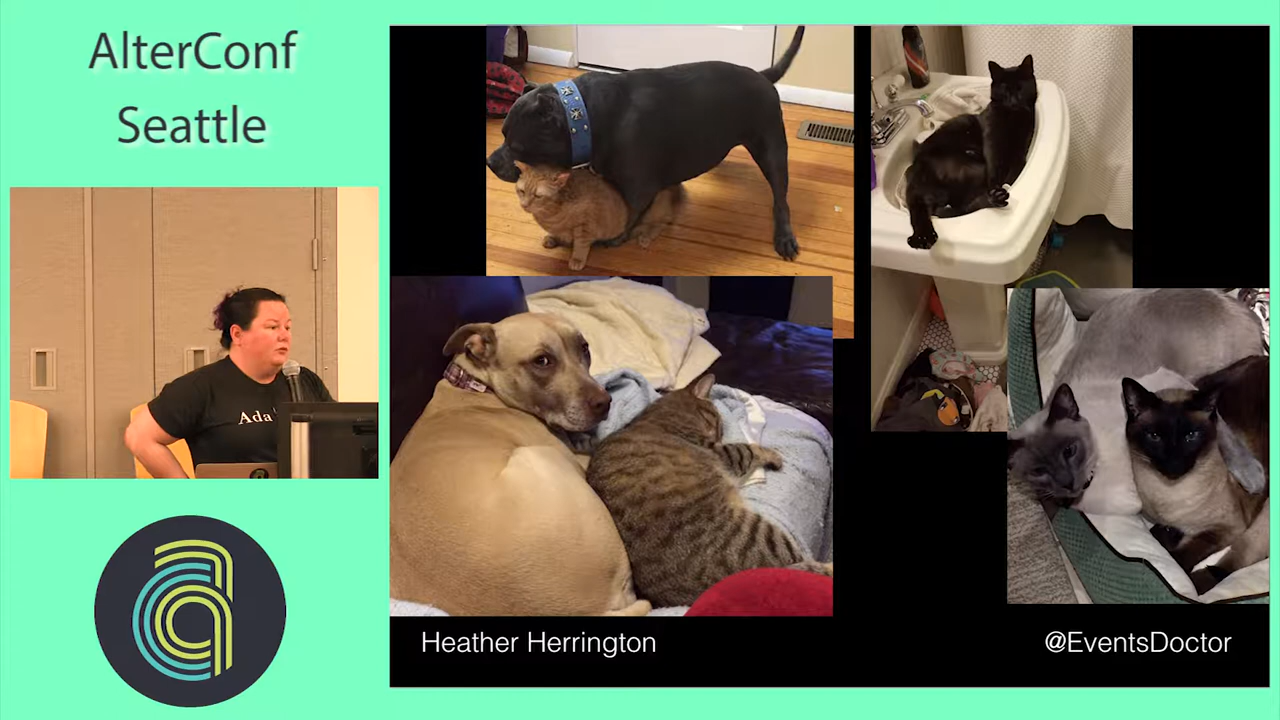 AlterConf
Seattle
Ada
Heather Herrington
@EventsDoctor